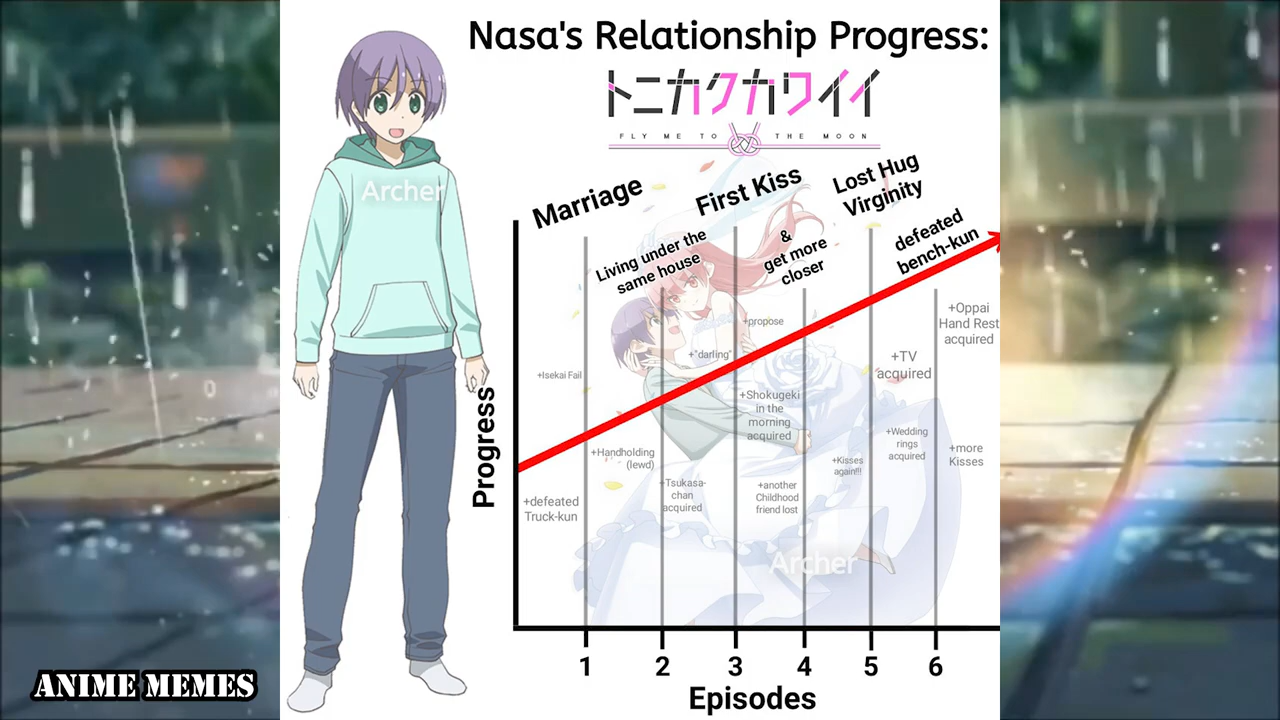 Nasa's Relationship Progress:
トニカクカワイイ
FLY ME TO THE MOON
Archer
Marriage
Living under the
same house
First Kiss
&
get more
closer
Lost Hug
Virginity
defeated
bench-kun
+Isekai Fail
+"darling"
+propose
+TV
acquired
+Oppai
Hand Rest
acquired
+defeated
Truck-kun
+Handholding
(lewd)
+Tsukasa-
chan
acquired
+Shokugeki
in the
morning
acquired
+another
Childhood
friend lost
+Kisses
again!!!
+Wedding
rings
acquired
+more
Kisses
Archer
Progress
1 2 3 4 5 6
Episodes
ANIME MEMES